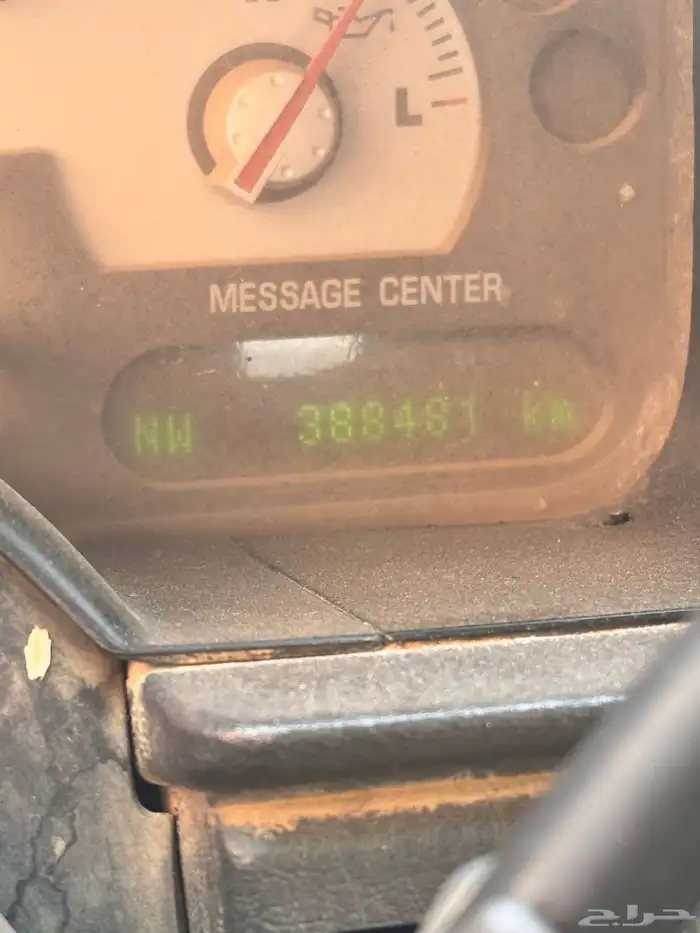 L
MESSAGE CENTER
NW 388481 km
حراج